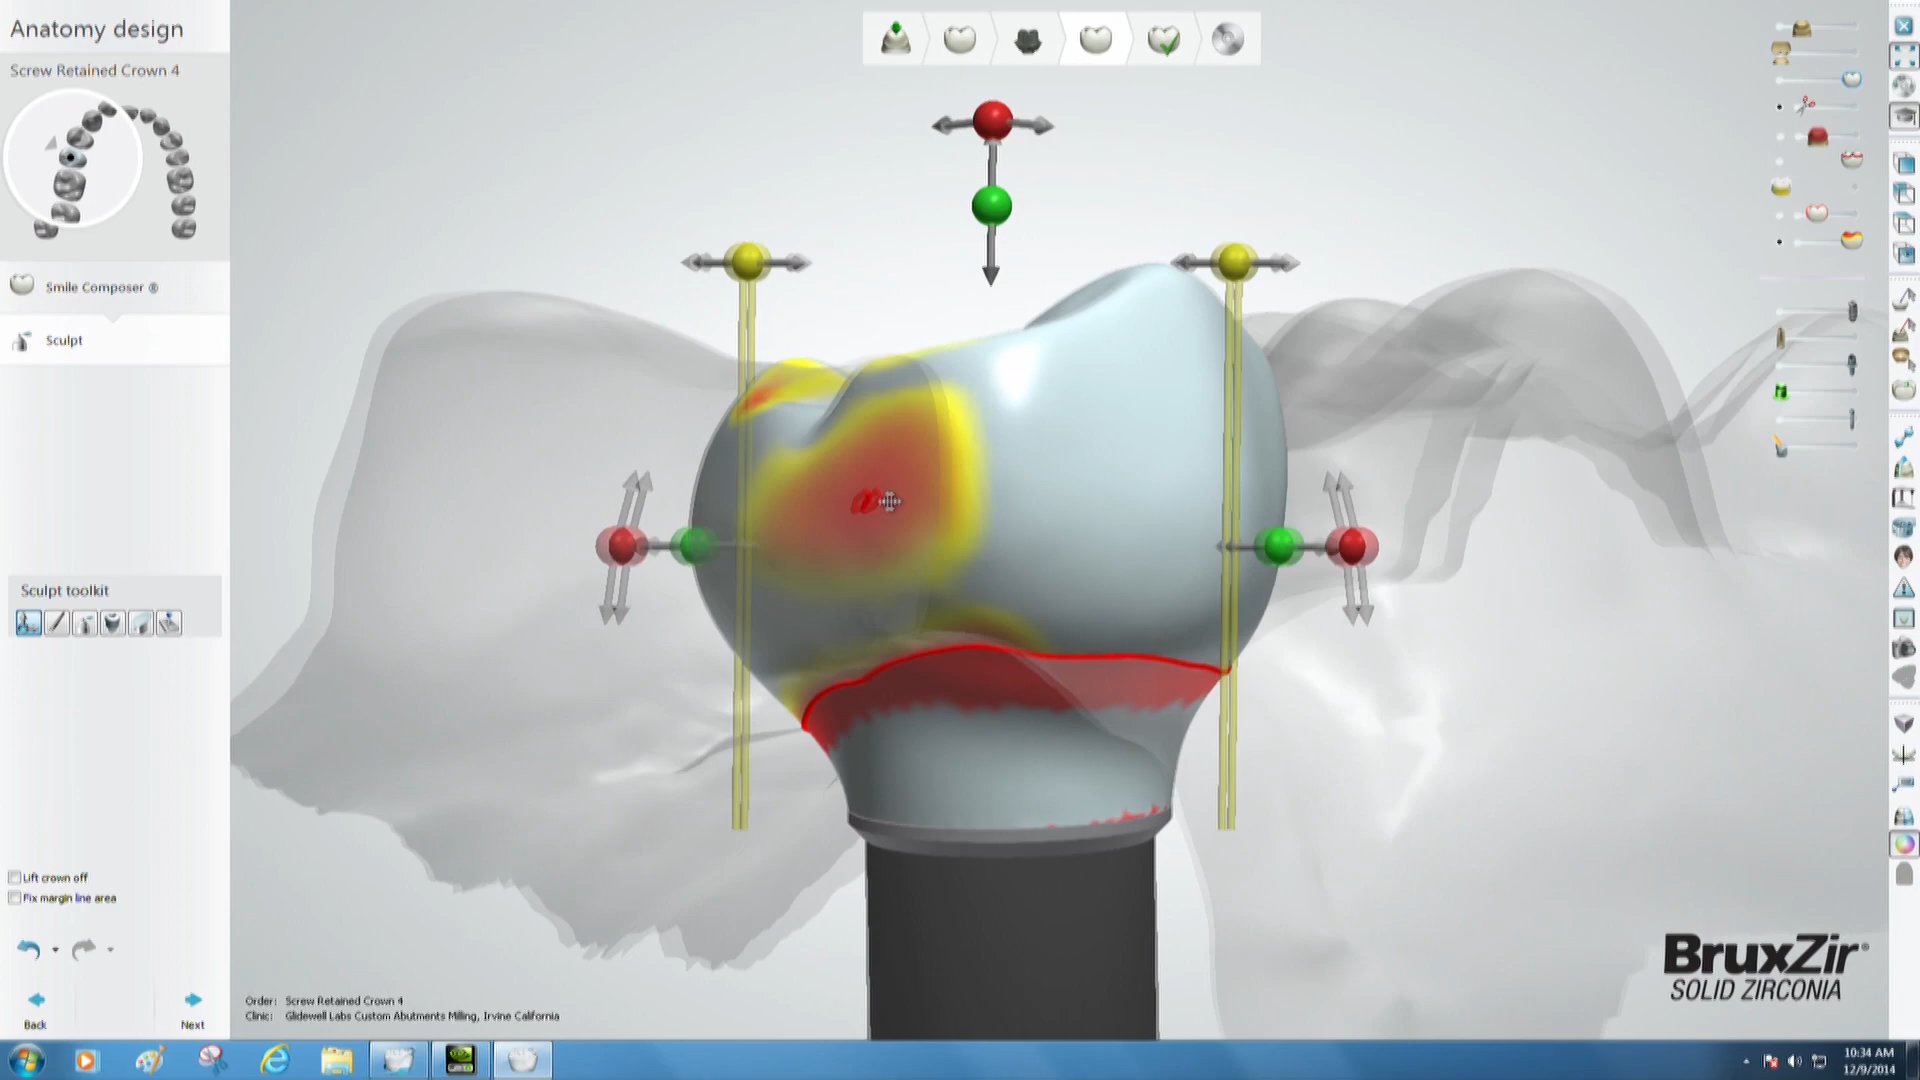 Anatomy design
Screw Retained Crown 4
Smile Composer ®
Sculpt
Sculpt toolkit
Lift crown off
Fix margin line area
Back
Next
Order: Screw Retained Crown 4
Clinic: Glidewell Labs Custom Abutments Milling, Irvine California
BruxZir®
SOLID ZIRCONIA
10:34 AM
12/9/2014